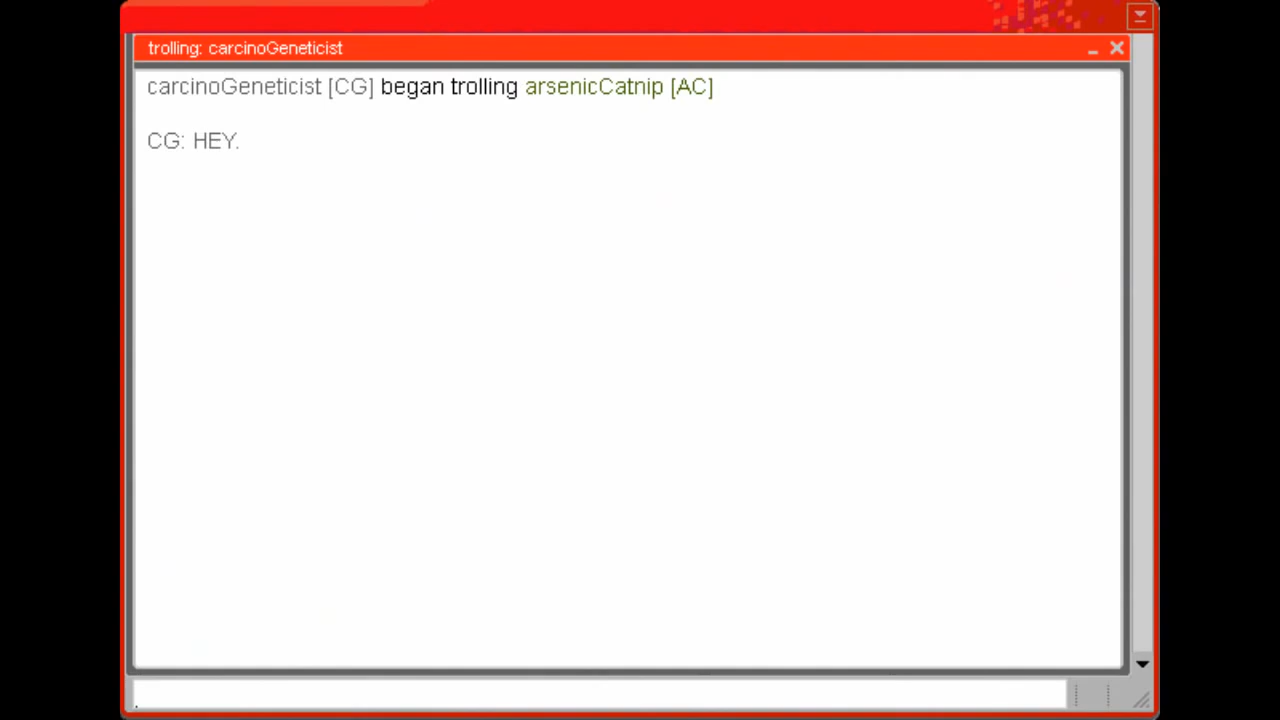 trolling: carcinoGeneticist
carcinoGeneticist [CG] began trolling arsenicCatnip [AC]
CG: HEY.